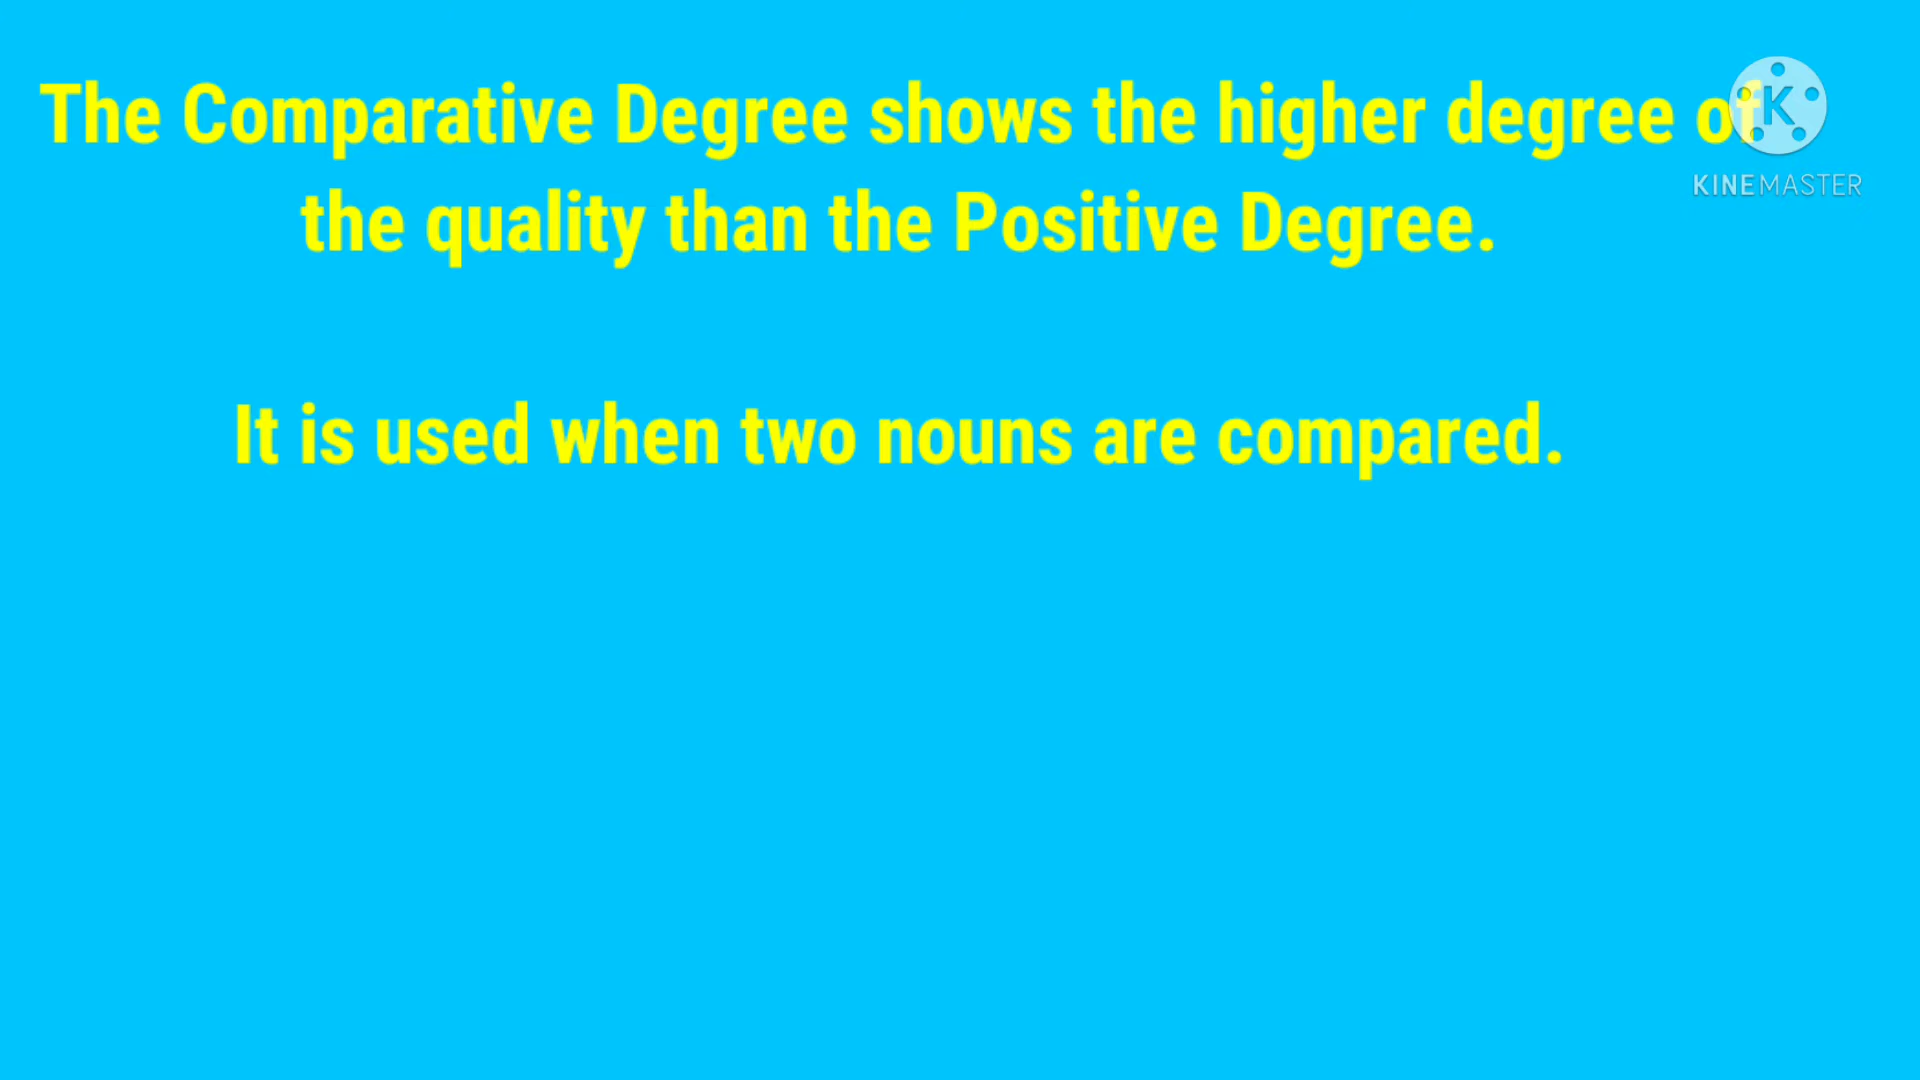 The Comparative Degree shows the higher degree of
the quality than the Positive Degree.
It is used when two nouns are compared.
K
KINEMASTER